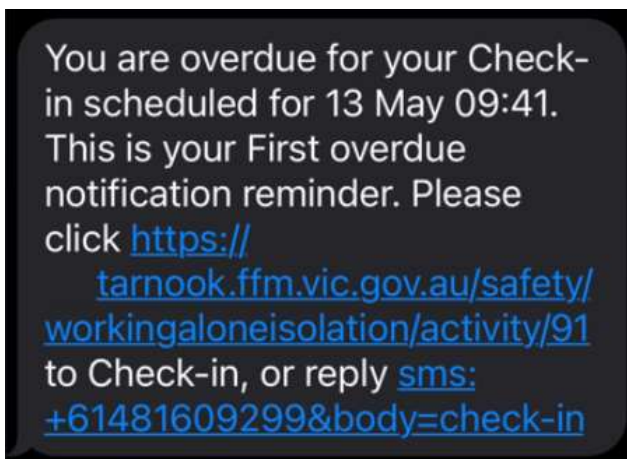 You are overdue for your Check-
in scheduled for 13 May 09:41.
This is your First overdue
notification reminder. Please
click https://
tarnook.ffm.vic.gov.au/safety/
workingaloneisolation/activity/91
to Check-in, or reply sms:
+61481609299&body=check-in